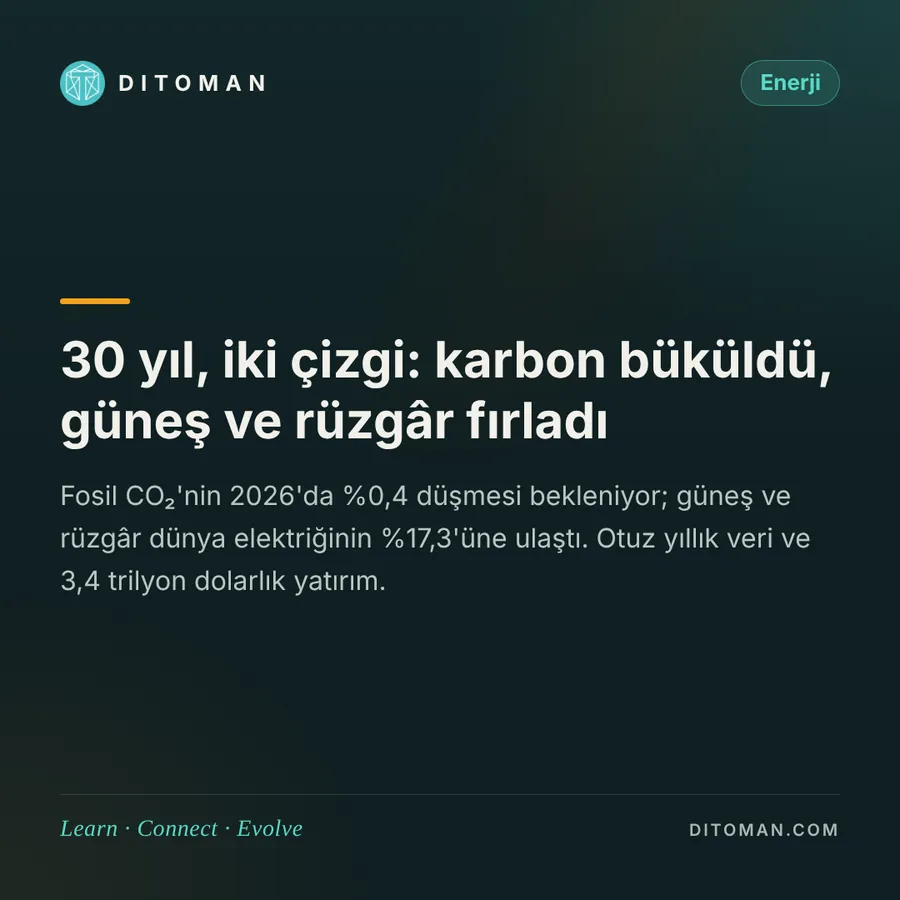 DITOMAN
Enerji
30 yıl, iki çizgi: karbon büküldü,
güneş ve rüzgâr fırladı
Fosil CO₂'nin 2026'da %0,4 düşmesi bekleniyor; güneş ve
rüzgâr dünya elektriğinin %17,3'üne ulaştı. Otuz yıllık veri ve
3,4 trilyon dolarlık yatırım.
Learn · Connect · Evolve
DITOMAN.COM